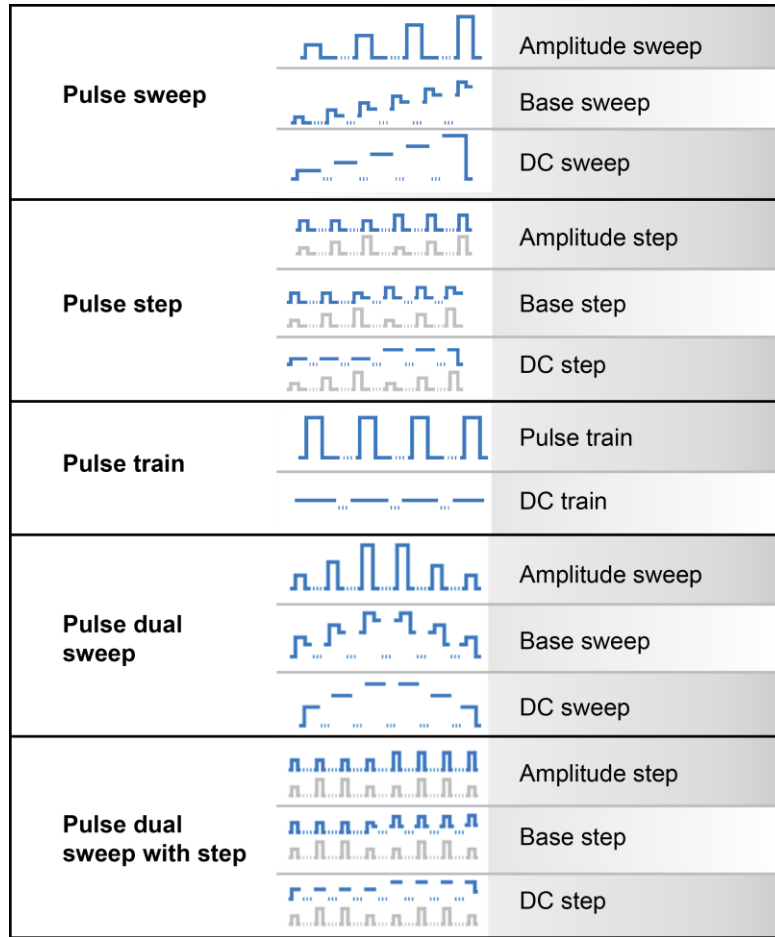 Pulse sweep
Amplitude sweep
Base sweep
DC sweep
Pulse step
Amplitude step
Base step
DC step
Pulse train
Pulse train
DC train
Pulse dual
sweep
Amplitude sweep
Base sweep
DC sweep
Pulse dual
sweep with step
Amplitude step
Base step
DC step